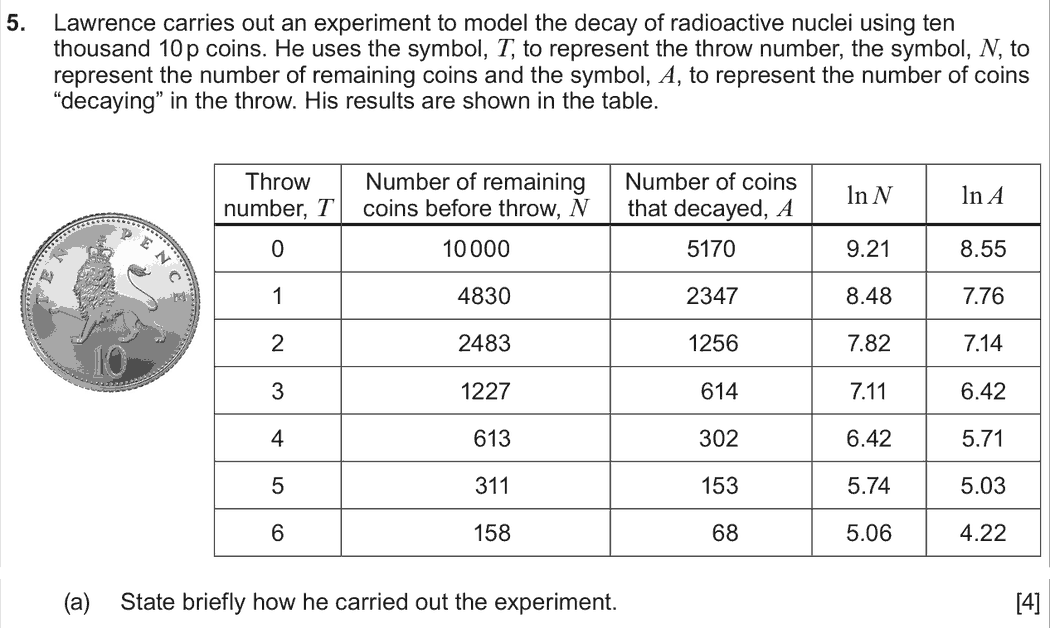 5. Lawrence carries out an experiment to model the decay of radioactive nuclei using ten
thousand 10p coins. He uses the symbol, T, to represent the throw number, the symbol, N, to
represent the number of remaining coins and the symbol, A, to represent the number of coins
“decaying” in the throw. His results are shown in the table.
Throw number, T | Number of remaining coins before throw, N | Number of coins that decayed, A | ln N | ln A
0 | 10 000 | 5170 | 9.21 | 8.55
1 | 4830 | 2347 | 8.48 | 7.76
2 | 2483 | 1256 | 7.82 | 7.14
3 | 1227 | 614 | 7.11 | 6.42
4 | 613 | 302 | 6.42 | 5.71
5 | 311 | 153 | 5.74 | 5.03
6 | 158 | 68 | 5.06 | 4.22
TEN PENCE
10
(a) State briefly how he carried out the experiment. [4]